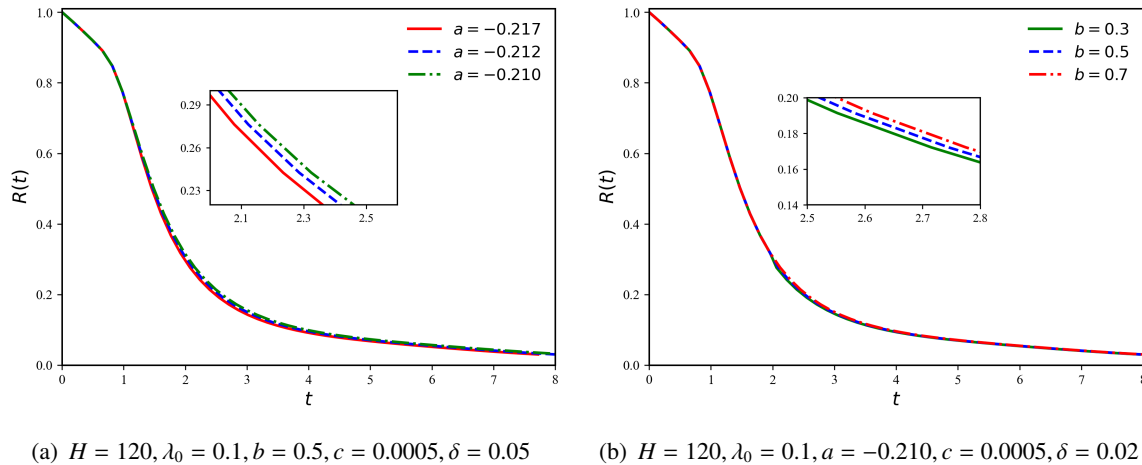 1.0
0.8
0.6
0.4
0.2
0.0
R(t)
0 1 2 3 4 5 6 7 8
t
a = −0.217
a = −0.212
a = −0.210
0.29
0.26
0.23
2.1 2.3 2.5
1.0
0.8
0.6
0.4
0.2
0.0
R(t)
0 1 2 3 4 5 6 7 8
t
b = 0.3
b = 0.5
b = 0.7
0.20
0.18
0.16
0.14
2.5 2.6 2.7 2.8
(a) H = 120, λ₀ = 0.1, b = 0.5, c = 0.0005, δ = 0.05
(b) H = 120, λ₀ = 0.1, a = −0.210, c = 0.0005, δ = 0.02